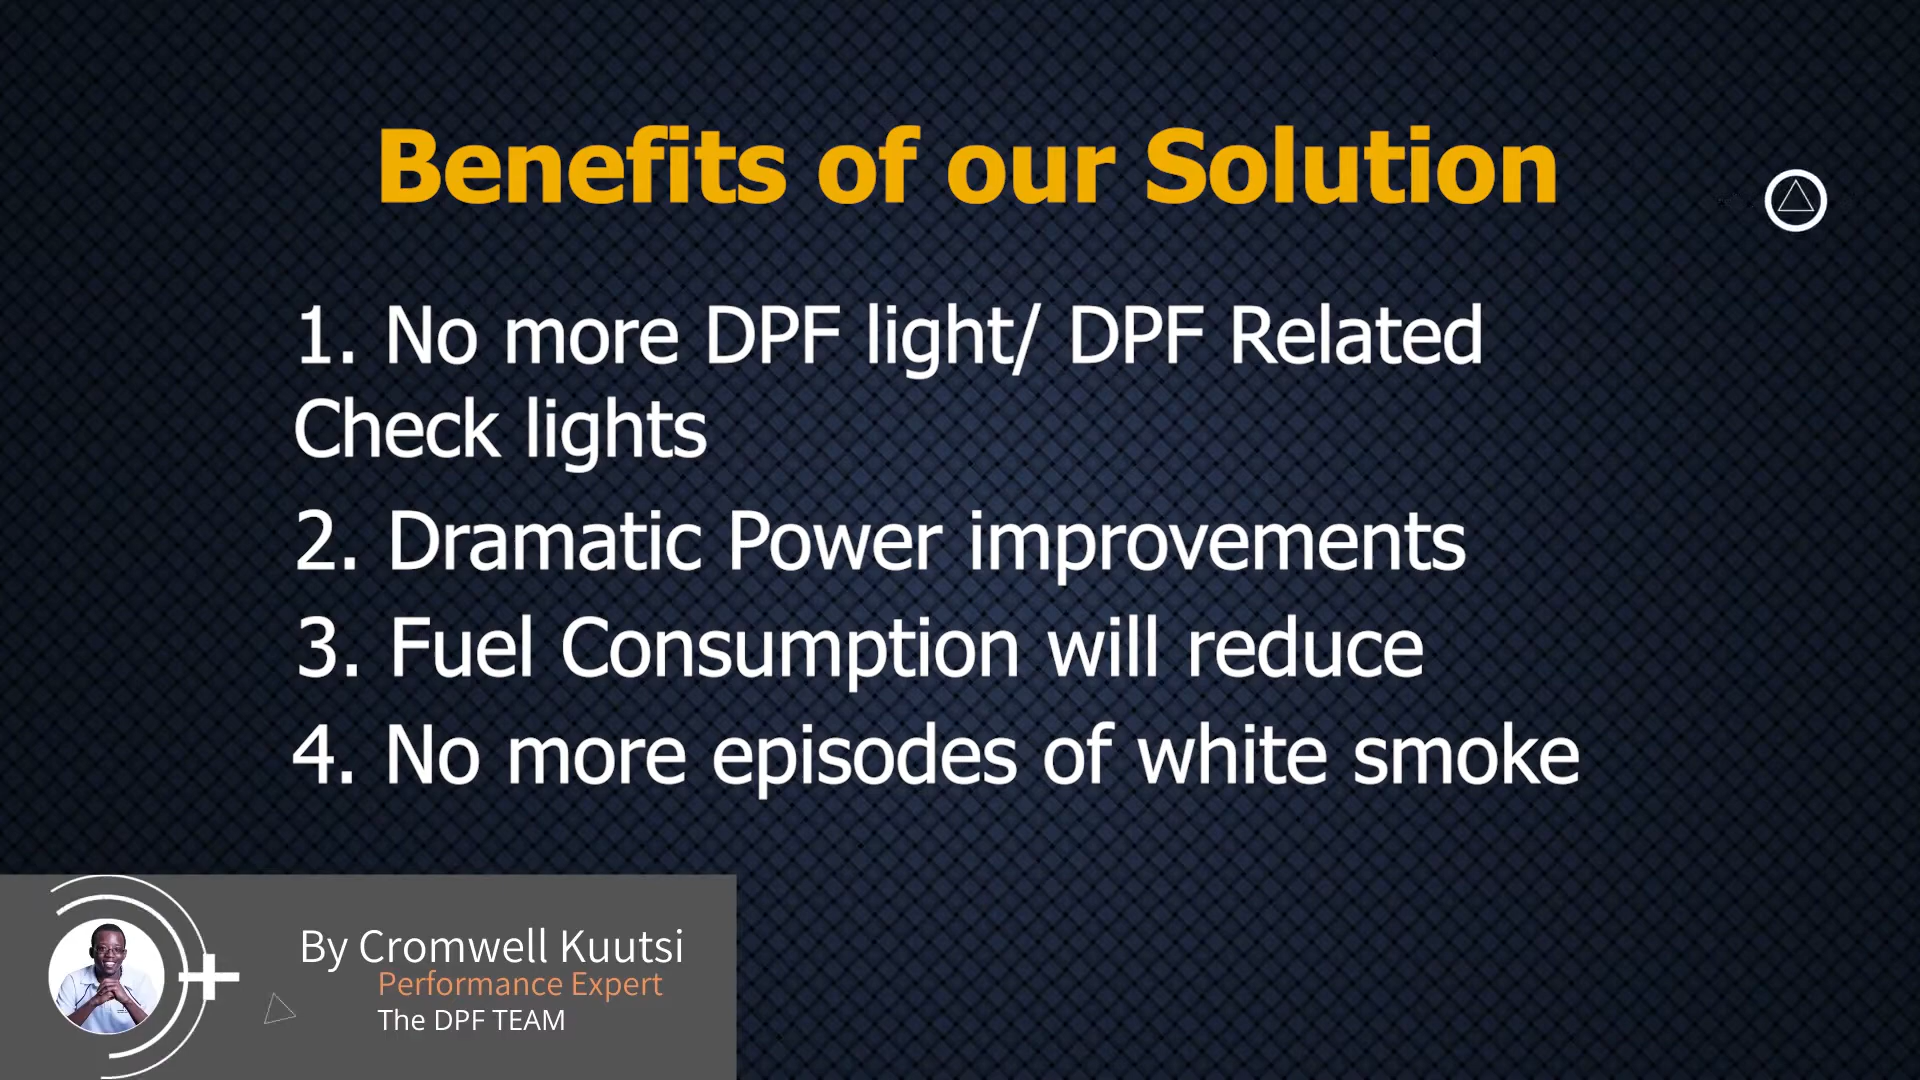 Benefits of our Solution
1. No more DPF light/ DPF Related
Check lights
2. Dramatic Power improvements
3. Fuel Consumption will reduce
4. No more episodes of white smoke
By Cromwell Kuutsi
Performance Expert
The DPF TEAM